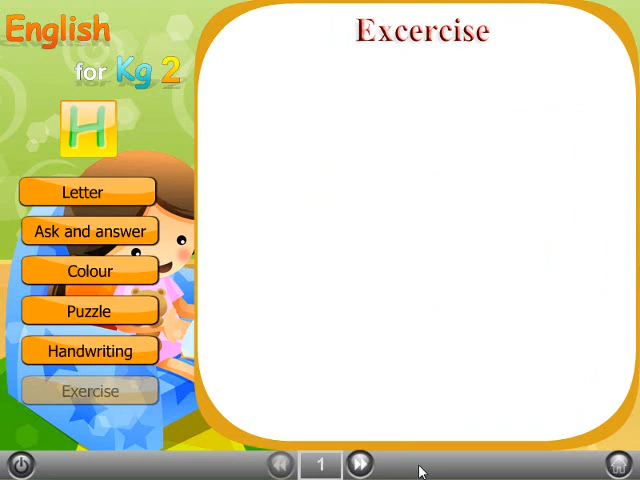 English
for Kg 2
H
Letter
Ask and answer
Colour
Puzzle
Handwriting
Exercise
Excercise
1